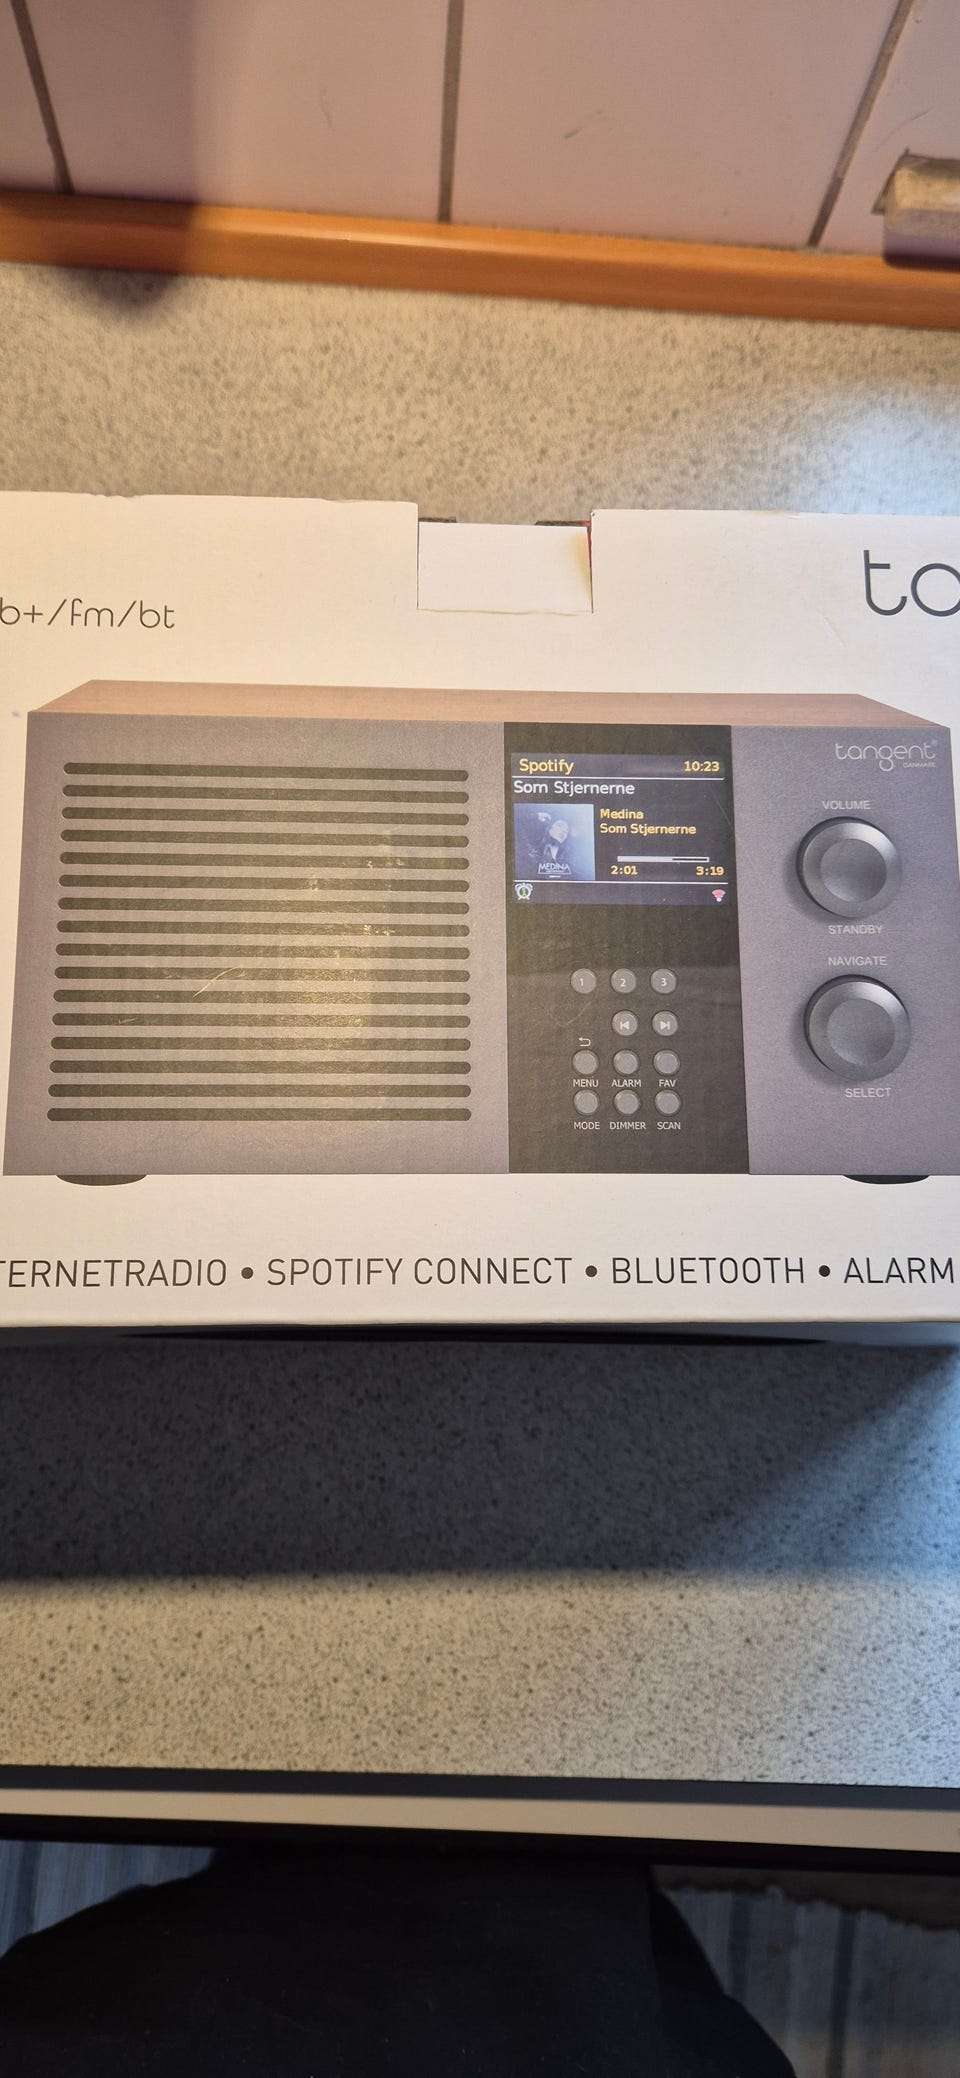 b+/fm/bt
ta
tangent®
DANMARK
Spotify 10:23
Som Stjernerne
Medina
Som Stjernerne
MEDINA
2:01 3:19
VOLUME
STANDBY
NAVIGATE
SELECT
1 2 3
MENU ALARM FAV
MODE DIMMER SCAN
TERNETRADIO • SPOTIFY CONNECT • BLUETOOTH • ALARM